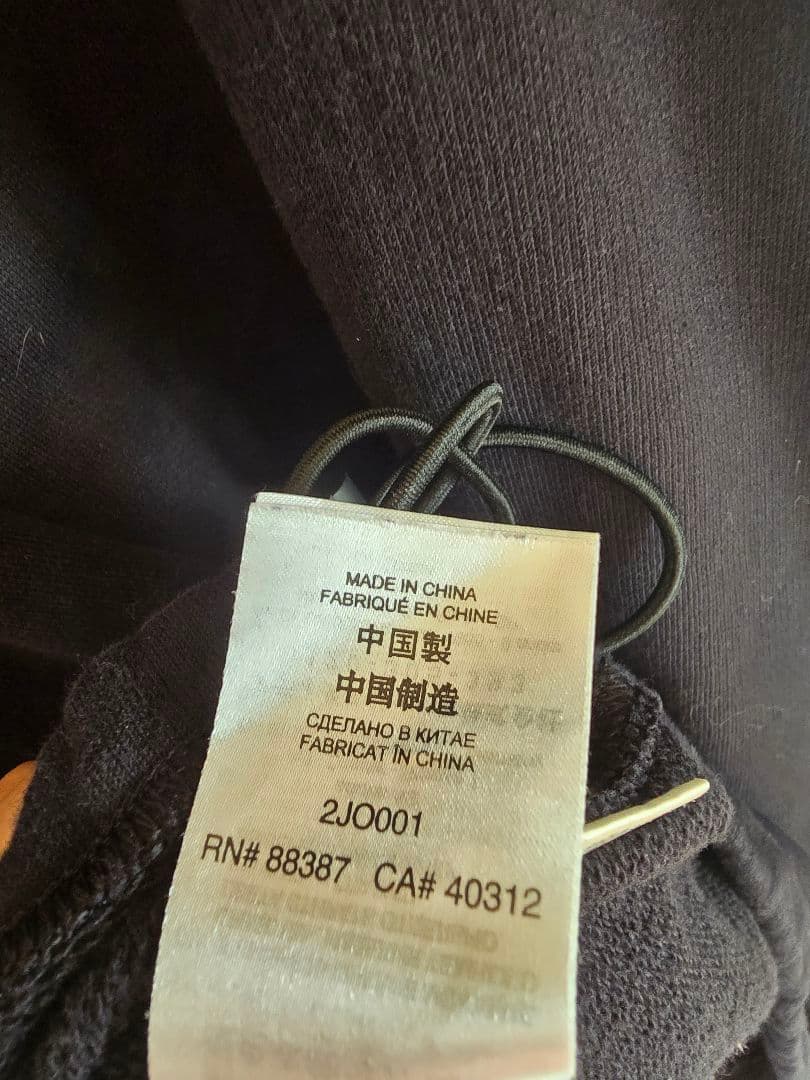 MADE IN CHINA
FABRIQUÉ EN CHINE
中国製
中国制造
СДЕЛАНО В КИТАЕ
FABRICAT ÎN CHINA
2JO001
RN# 88387 CA# 40312